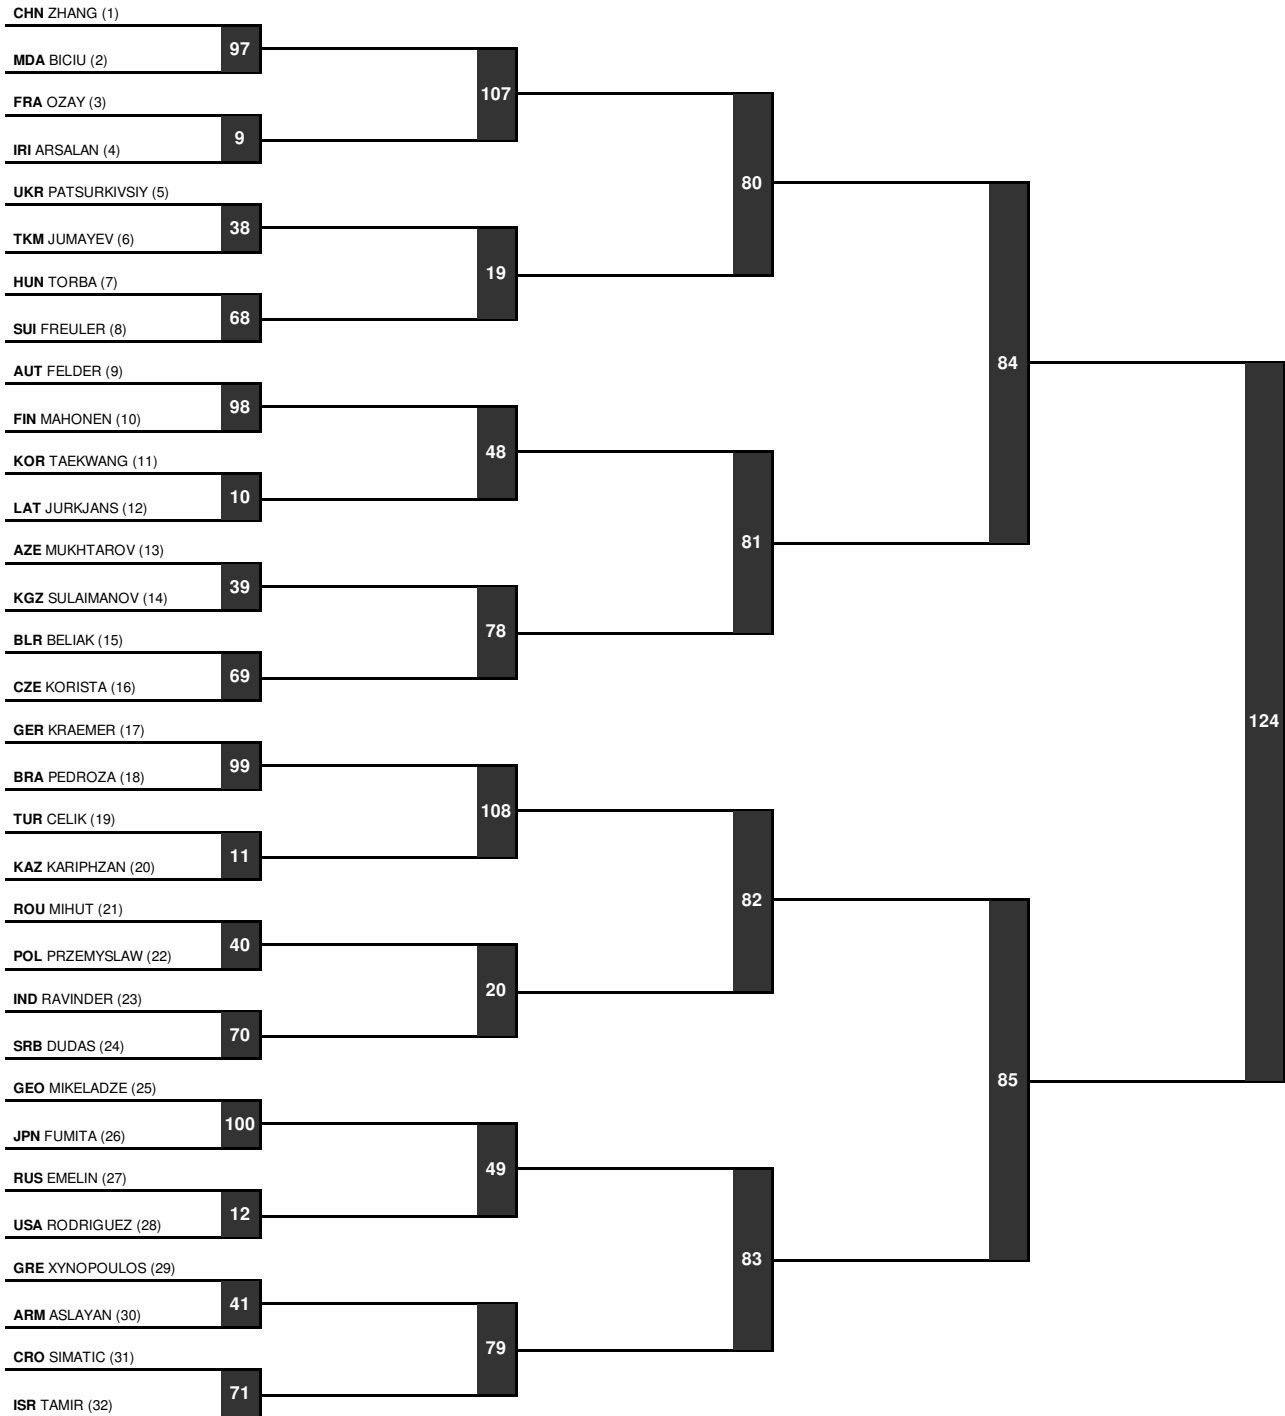 CHN ZHANG (1)
97
MDA BICIU (2)
107
FRA OZAY (3)
9
IRI ARSALAN (4)
80
UKR PATSURKIVSIY (5)
38
TKM JUMAYEV (6)
19
HUN TORBA (7)
68
SUI FREULER (8)
84
AUT FELDER (9)
98
FIN MAHONEN (10)
48
KOR TAEKWANG (11)
10
LAT JURKJANS (12)
81
AZE MUKHTAROV (13)
39
KGZ SULAIMANOV (14)
78
BLR BELIAK (15)
69
CZE KORISTA (16)
124
GER KRAEMER (17)
99
BRA PEDROZA (18)
108
TUR CELIK (19)
11
KAZ KARIPHZAN (20)
82
ROU MIHUT (21)
40
POL PRZEMYSLAW (22)
20
IND RAVINDER (23)
70
SRB DUDAS (24)
85
GEO MIKELADZE (25)
100
JPN FUMITA (26)
49
RUS EMELIN (27)
12
USA RODRIGUEZ (28)
83
GRE XYNOPOULOS (29)
41
ARM ASLAYAN (30)
79
CRO SIMATIC (31)
71
ISR TAMIR (32)